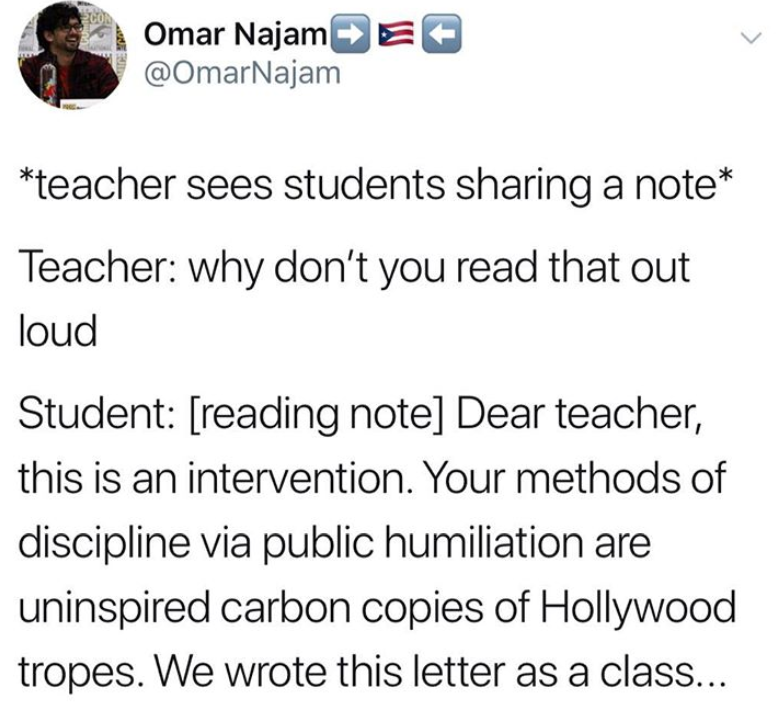 Omar Najam➡️🇵🇷⬅️
@OmarNajam
*teacher sees students sharing a note*
Teacher: why don't you read that out
loud
Student: [reading note] Dear teacher,
this is an intervention. Your methods of
discipline via public humiliation are
uninspired carbon copies of Hollywood
tropes. We wrote this letter as a class...